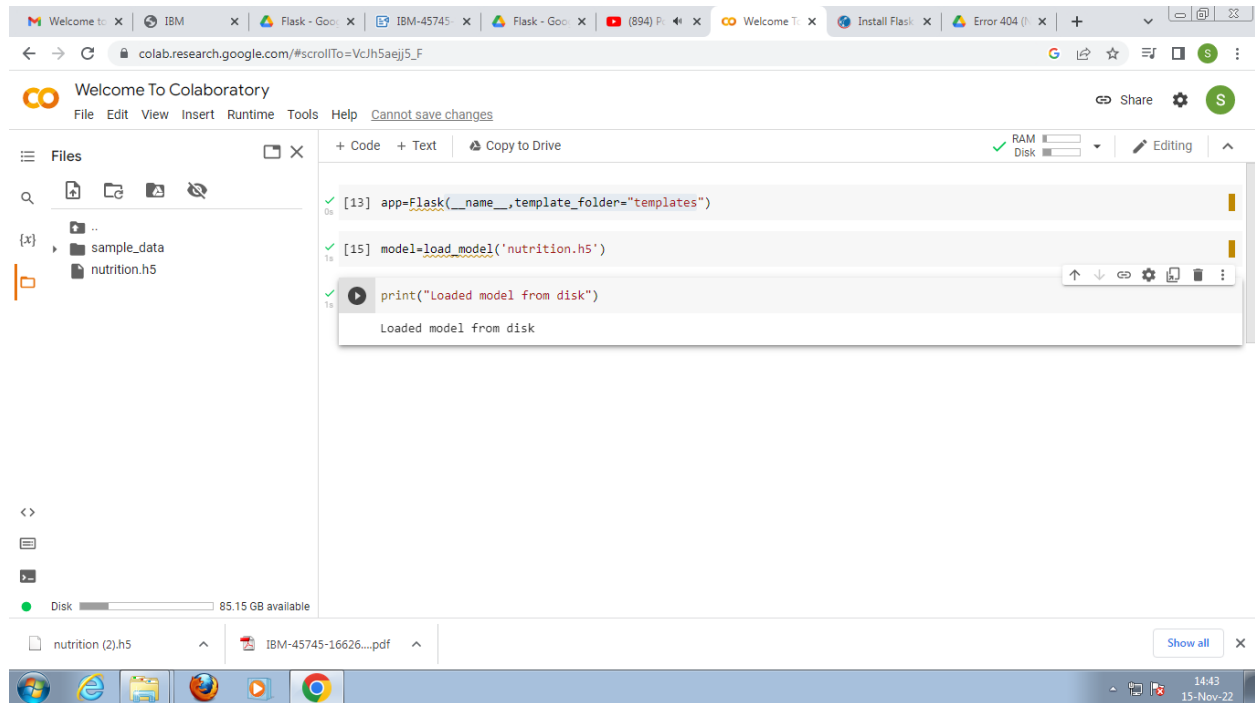 Welcome to
IBM
Flask - Goo
IBM-45745-
Flask - Goo
(894) Po
Welcome To
Install Flask
Error 404 (N
colab.research.google.com/#scrollTo=VcJh5aejj5_F
G
S
Welcome To Colaboratory
File Edit View Insert Runtime Tools Help Cannot save changes
Share
S
Files
+ Code + Text Copy to Drive
RAM
Disk
Editing
{x}
..
sample_data
nutrition.h5
[13] app=Flask(__name__,template_folder="templates")
0s
[15] model=load_model('nutrition.h5')
1s
print("Loaded model from disk")
1s
Loaded model from disk
Disk 85.15 GB available
nutrition (2).h5
IBM-45745-16626....pdf
Show all
14:43
15-Nov-22